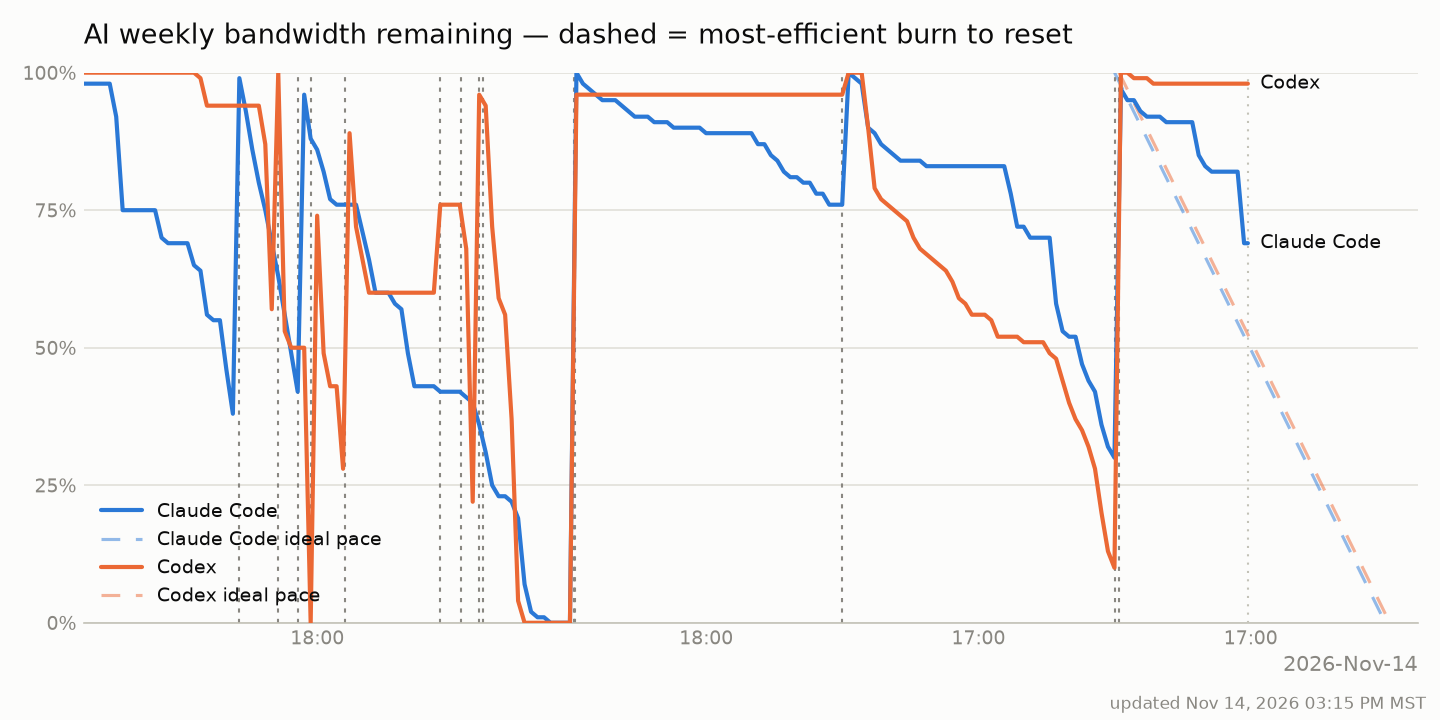 AI weekly bandwidth remaining — dashed = most-efficient burn to reset
100%
75%
50%
25%
0%
Codex
Claude Code
Claude Code
Claude Code ideal pace
Codex
Codex ideal pace
18:00
18:00
17:00
17:00
2026-Nov-14
updated Nov 14, 2026 03:15 PM MST